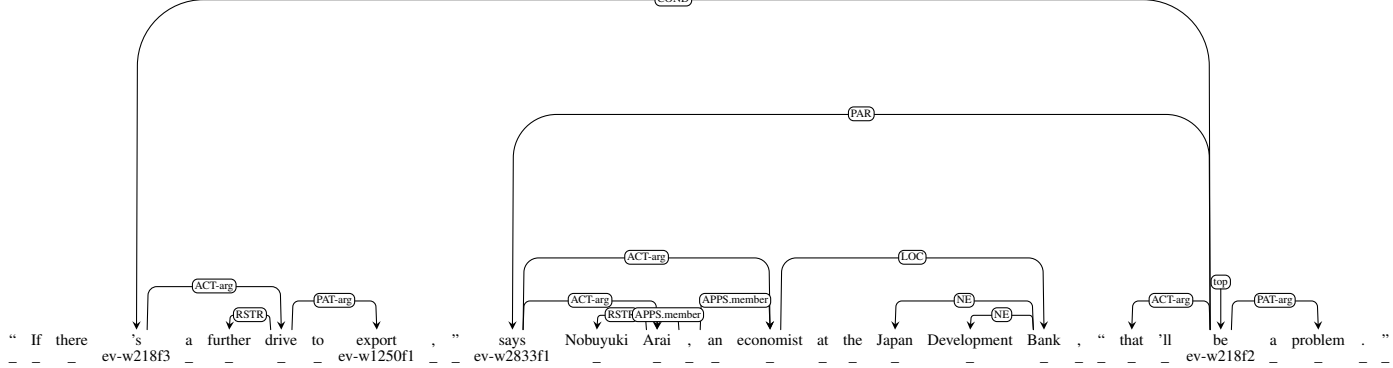 COND
PAR
ACT-arg LOC
top
ACT-arg
PAT-arg ACT-arg APPS.member NE ACT-arg PAT-arg
RSTR RSTR APPS.member NE
“ If there ’s a further drive to export , ” says Nobuyuki Arai , an economist at the Japan Development Bank , “ that ’ll be a problem . ”
_ _ _ ev-w218f3 _ _ _ _ ev-w1250f1 _ _ ev-w2833f1 _ _ _ _ _ _ _ _ _ _ _ _ _ _ ev-w218f2 _ _ _ _